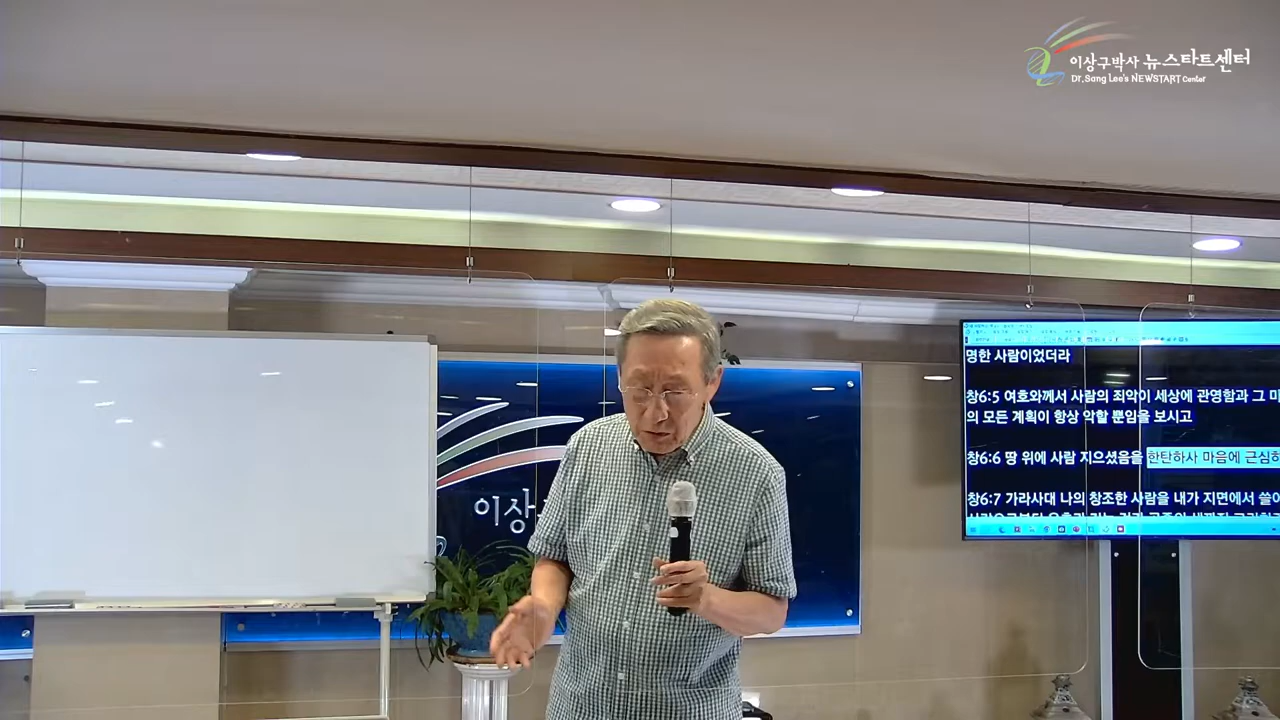 이상구박사 뉴스타트센터
Dr. Sang Lee's NEWSTART Center
명한 사람이었더라
창6:5 여호와께서 사람의 죄악이 세상에 관영함과 그 마
의 모든 계획이 항상 악할 뿐임을 보시고
창6:6 땅 위에 사람 지으셨음을 한탄하사 마음에 근심하
창6:7 가라사대 나의 창조한 사람을 내가 지면에서 쓸어
이상